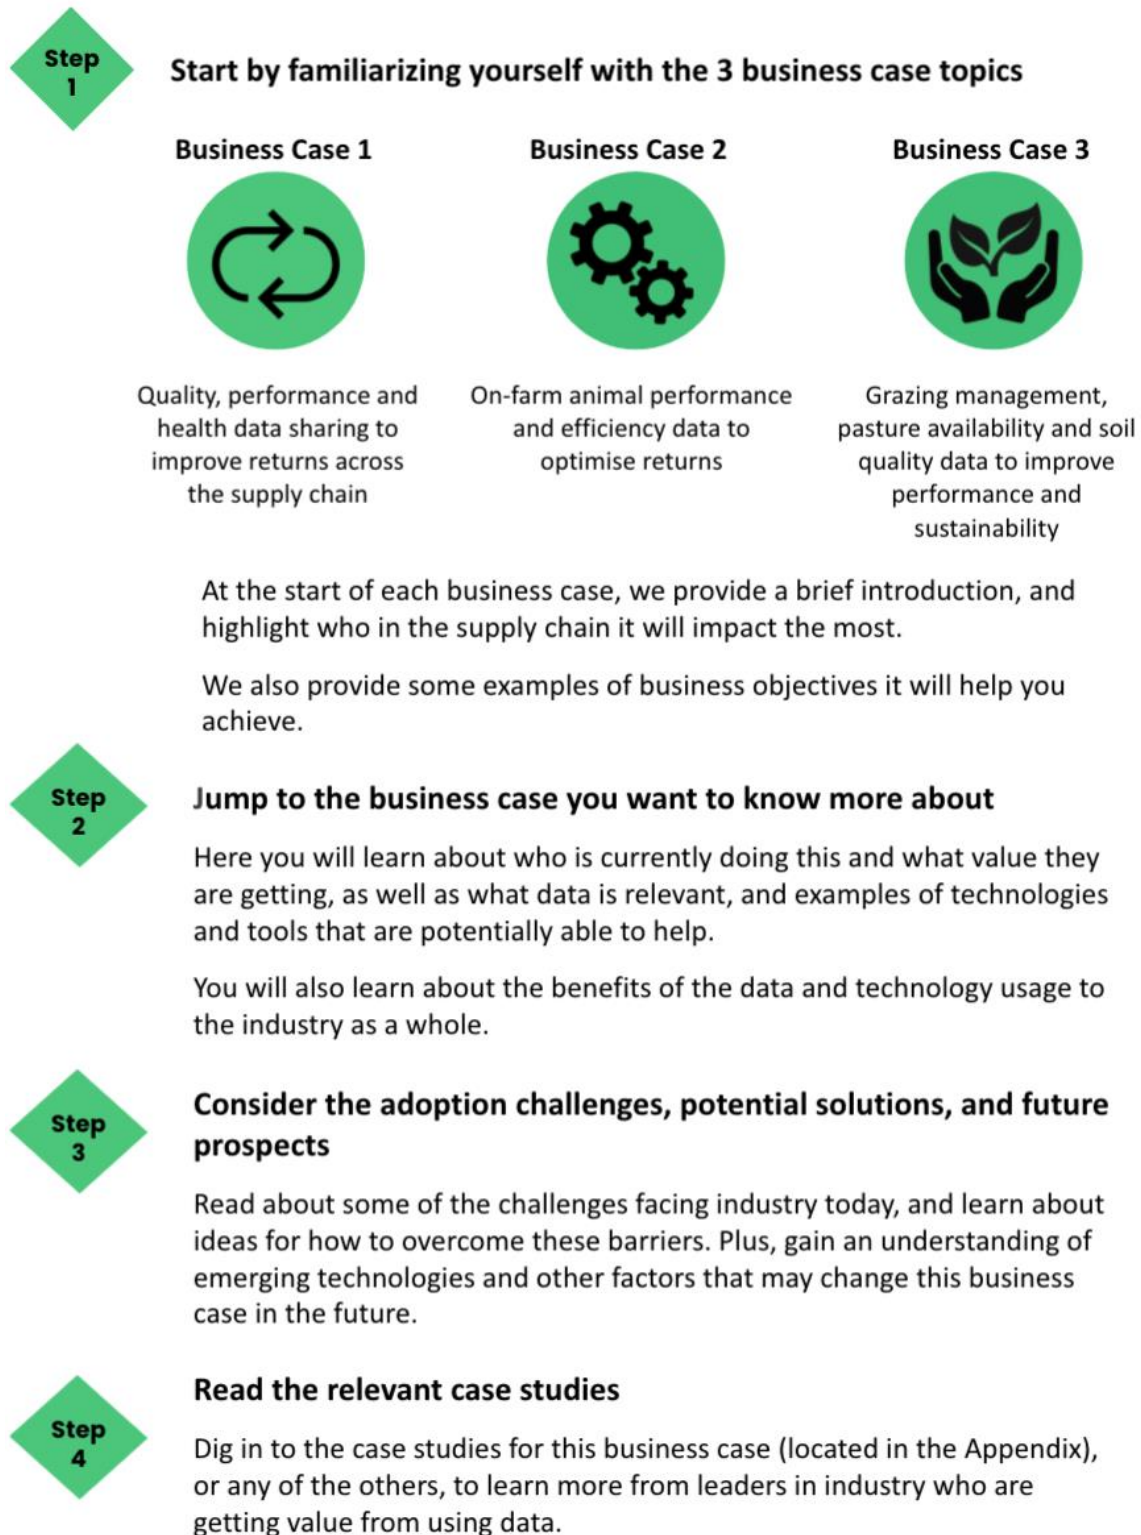 Step
1
Start by familiarizing yourself with the 3 business case topics
Business Case 1
Quality, performance and
health data sharing to
improve returns across
the supply chain
Business Case 2
On-farm animal performance
and efficiency data to
optimise returns
Business Case 3
Grazing management,
pasture availability and soil
quality data to improve
performance and
sustainability
At the start of each business case, we provide a brief introduction, and
highlight who in the supply chain it will impact the most.
We also provide some examples of business objectives it will help you
achieve.
Step
2
Jump to the business case you want to know more about
Here you will learn about who is currently doing this and what value they
are getting, as well as what data is relevant, and examples of technologies
and tools that are potentially able to help.
You will also learn about the benefits of the data and technology usage to
the industry as a whole.
Step
3
Consider the adoption challenges, potential solutions, and future
prospects
Read about some of the challenges facing industry today, and learn about
ideas for how to overcome these barriers. Plus, gain an understanding of
emerging technologies and other factors that may change this business
case in the future.
Step
4
Read the relevant case studies
Dig in to the case studies for this business case (located in the Appendix),
or any of the others, to learn more from leaders in industry who are
getting value from using data.